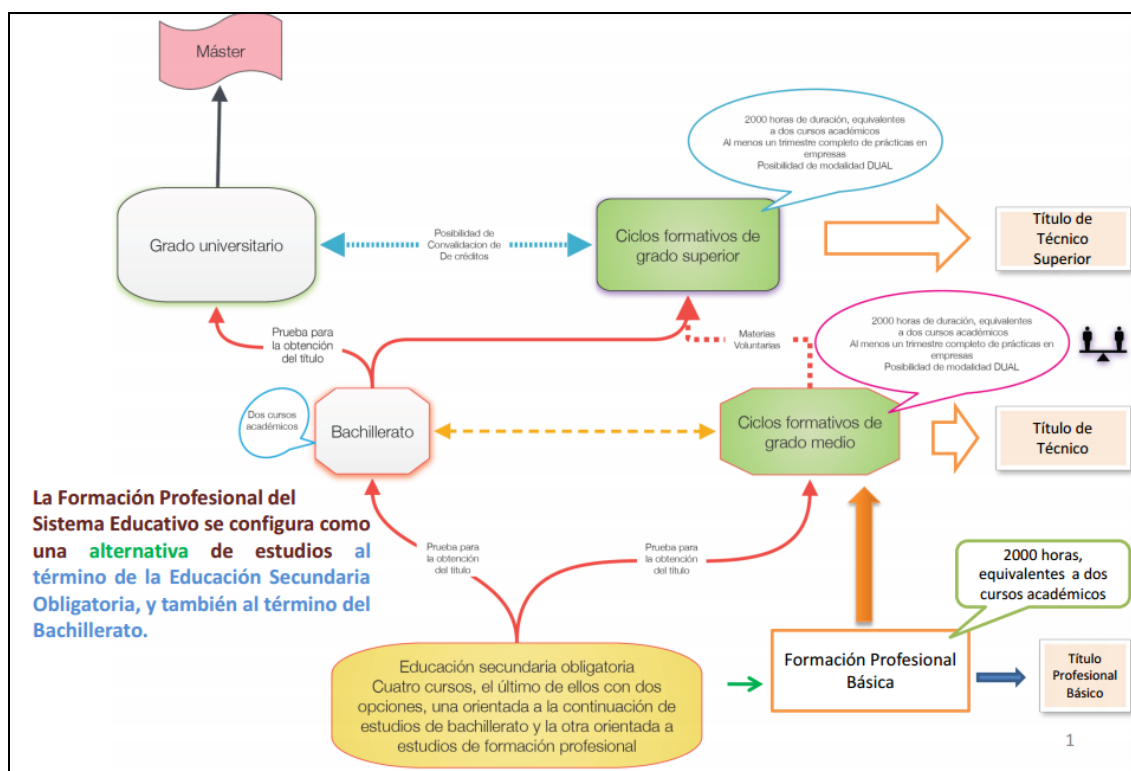 Máster
2000 horas de duración, equivalentes
a dos cursos académicos
Al menos un trimestre completo de prácticas en
empresas
Posibilidad de modalidad DUAL
Grado universitario
Posibilidad de
Convalidacion de
De créditos
Ciclos formativos de
grado superior
Título de
Técnico
Superior
Prueba para
la obtención
del título
Materias
Voluntarias
2000 horas de duración, equivalentes
a dos cursos académicos
Al menos un trimestre completo de prácticas en
empresas
Posibilidad de modalidad DUAL
Dos cursos
académicos
Bachillerato
Ciclos formativos de
grado medio
Título de
Técnico
La Formación Profesional del
Sistema Educativo se configura como
una alternativa de estudios al
término de la Educación Secundaria
Obligatoria, y también al término del
Bachillerato.
Prueba para
la obtención
del título
Prueba para
la obtención
del título
2000 horas,
equivalentes a dos
cursos académicos
Educación secundaria obligatoria
Cuatro cursos, el último de ellos con dos
opciones, una orientada a la continuación de
estudios de bachillerato y la otra orientada a
estudios de formación profesional
Formación Profesional
Básica
Título
Profesional
Básico
1